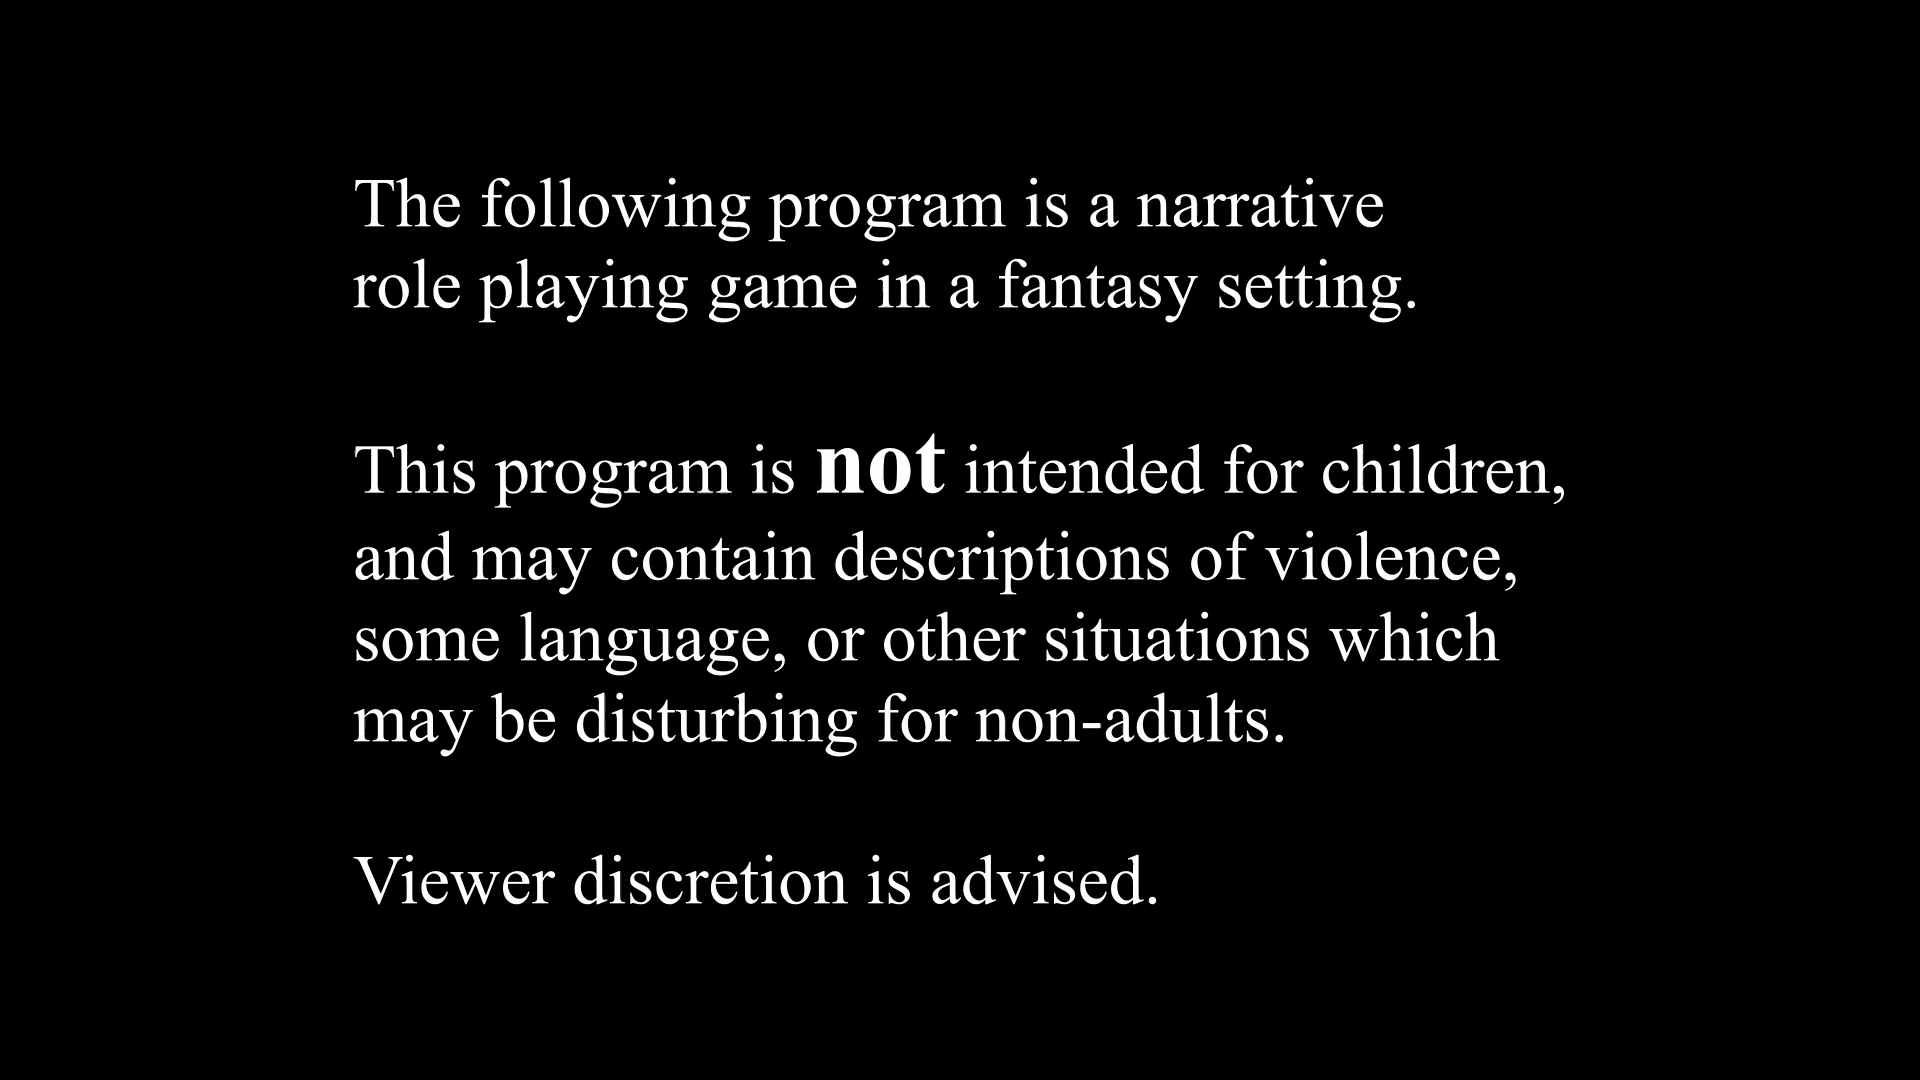 The following program is a narrative
role playing game in a fantasy setting.
This program is not intended for children,
and may contain descriptions of violence,
some language, or other situations which
may be disturbing for non-adults.
Viewer discretion is advised.